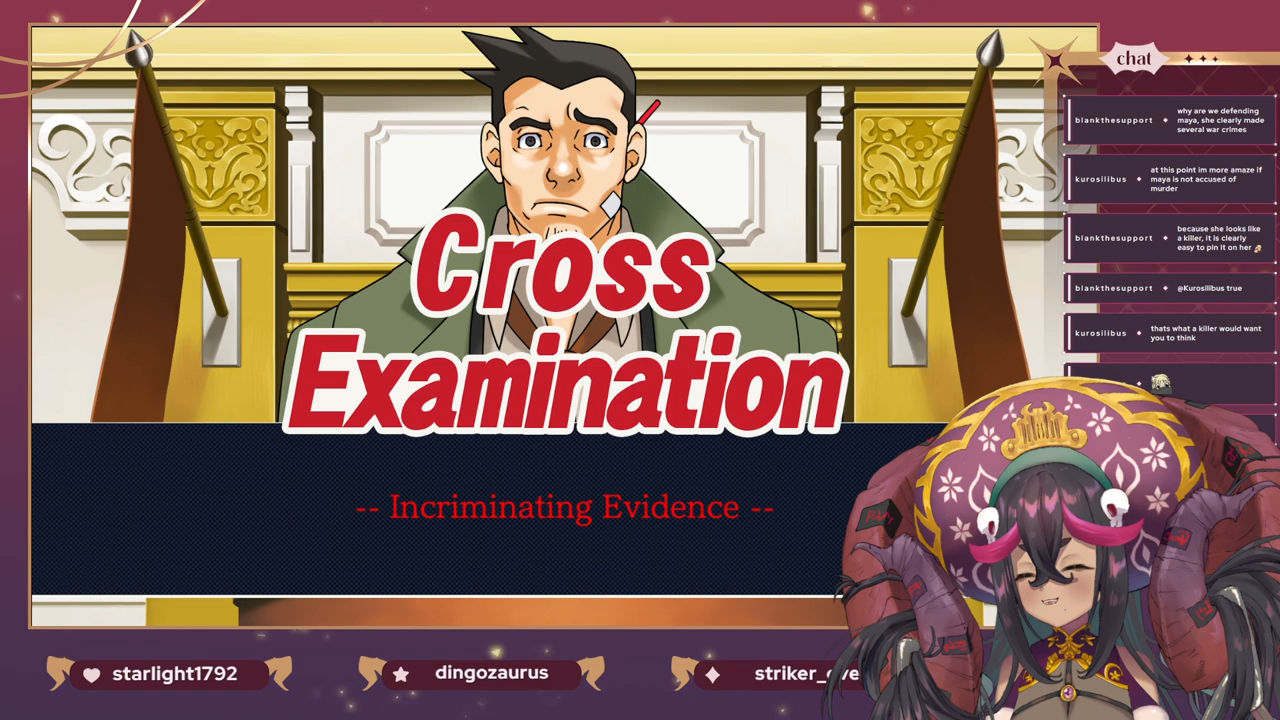 Cross
Examination
-- Incriminating Evidence --
chat
blankthesupport
why are we defending
maya, she clearly made
several war crimes
kurosilibus
at this point im more amaze if
maya is not accused of
murder
blankthesupport
because she looks like
a killer, it is clearly
easy to pin it on her
blankthesupport
@Kurosilibus true
kurosilibus
thats what a killer would want
you to think
starlight1792
dingozaurus